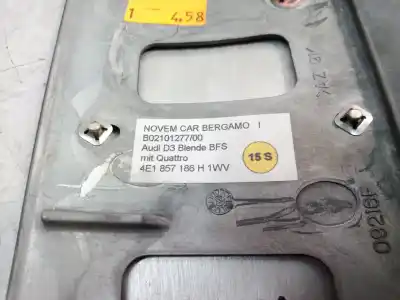 1 4,58
NOVEM CAR BERGAMO I
B02101277/00
Audi D3 Blende BFS
mit Quattro
4E1 857 186 H 1WV
15 S